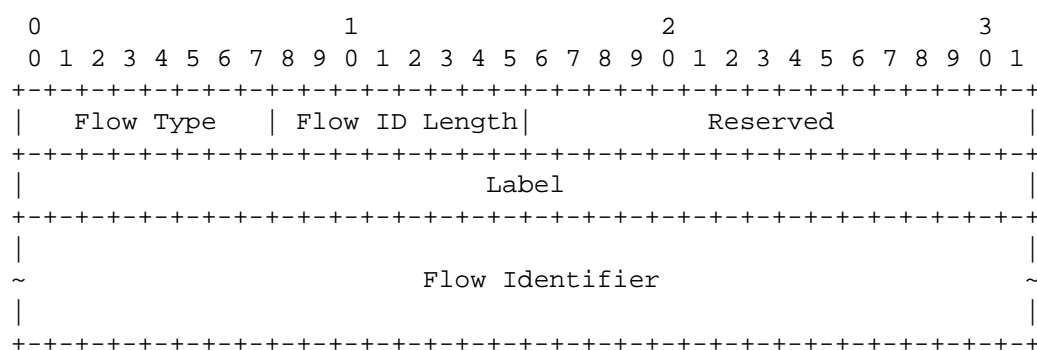 0                   1                   2                   3
 0 1 2 3 4 5 6 7 8 9 0 1 2 3 4 5 6 7 8 9 0 1 2 3 4 5 6 7 8 9 0 1
+-+-+-+-+-+-+-+-+-+-+-+-+-+-+-+-+-+-+-+-+-+-+-+-+-+-+-+-+-+-+-+-+
|   Flow Type   | Flow ID Length|           Reserved            |
+-+-+-+-+-+-+-+-+-+-+-+-+-+-+-+-+-+-+-+-+-+-+-+-+-+-+-+-+-+-+-+-+
|                             Label                             |
+-+-+-+-+-+-+-+-+-+-+-+-+-+-+-+-+-+-+-+-+-+-+-+-+-+-+-+-+-+-+-+-+
|                                                               |
~                         Flow Identifier                       ~
|                                                               |
+-+-+-+-+-+-+-+-+-+-+-+-+-+-+-+-+-+-+-+-+-+-+-+-+-+-+-+-+-+-+-+-+